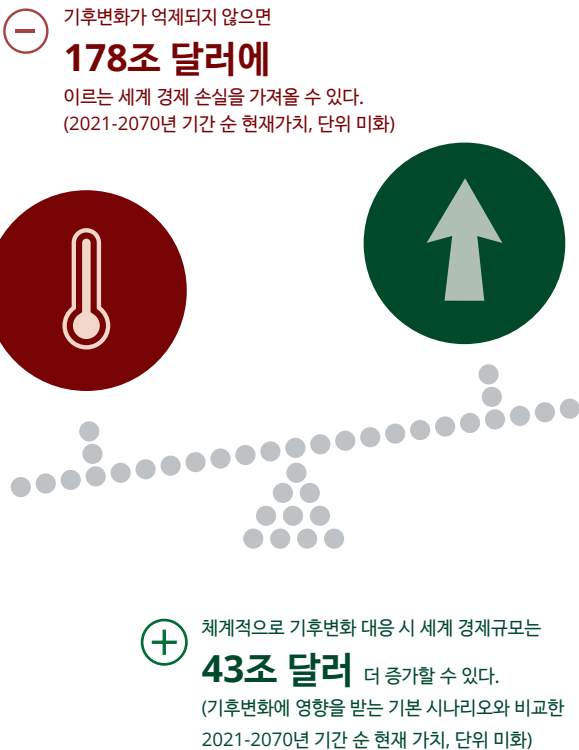 기후변화가 억제되지 않으면
178조 달러에
이르는 세계 경제 손실을 가져올 수 있다.
(2021-2070년 기간 순 현재가치, 단위 미화)
체계적으로 기후변화 대응 시 세계 경제규모는
43조 달러 더 증가할 수 있다.
(기후변화에 영향을 받는 기본 시나리오와 비교한
2021-2070년 기간 순 현재 가치, 단위 미화)